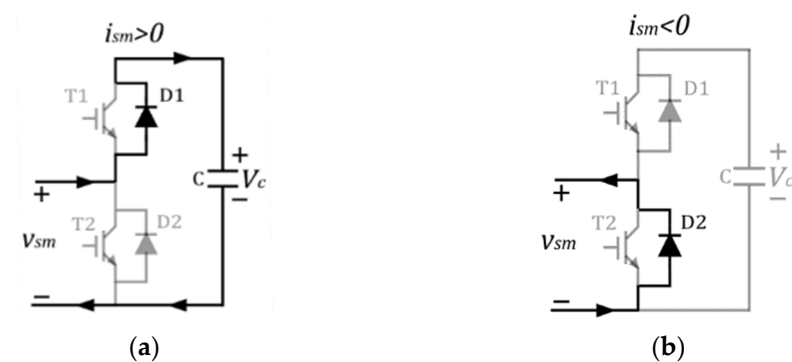 ism>0
T1
D1
+
C
Vc
−
+
T2
D2
vsm
−
(a)
ism<0
T1
D1
+
C
Vc
−
+
T2
D2
vsm
−
(b)